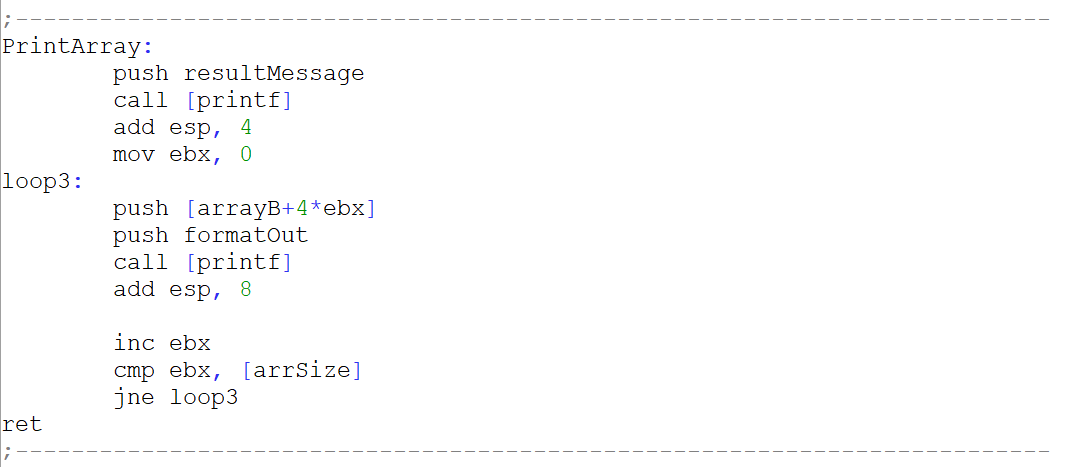 ;--------------------------------------------------------------------------
PrintArray:
        push resultMessage
        call [printf]
        add esp, 4
        mov ebx, 0
loop3:
        push [arrayB+4*ebx]
        push formatOut
        call [printf]
        add esp, 8

        inc ebx
        cmp ebx, [arrSize]
        jne loop3
ret
;--------------------------------------------------------------------------